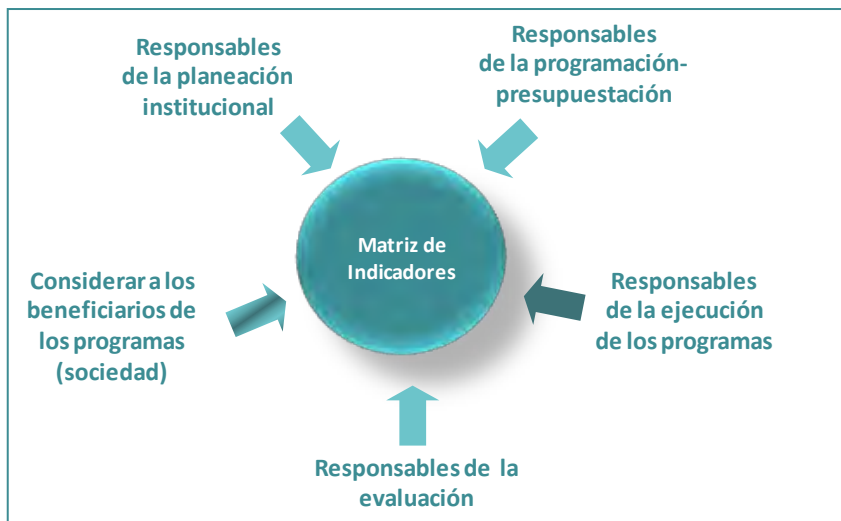 Responsables
de la planeación
institucional
Responsables
de la programación-
presupuestación
Matriz de
Indicadores
Considerar a los
beneficiarios de
los programas
(sociedad)
Responsables
de la ejecución
de los programas
Responsables de la
evaluación